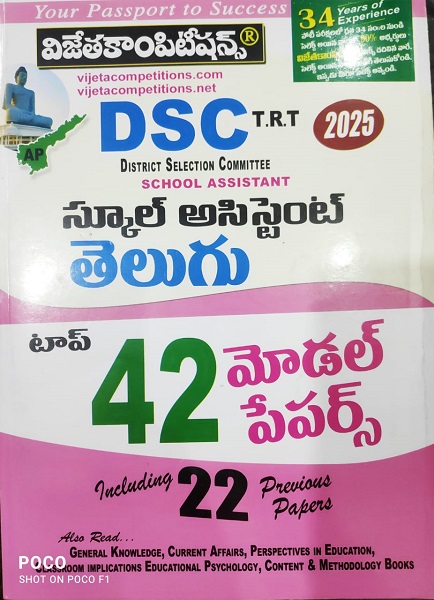 Your Passport to Success
విజేతకాంపిటీషన్స్®
vijetacompetitions.com
vijetacompetitions.net
34 Years of
Experience
AP
DSC T.R.T 2025
DISTRICT SELECTION COMMITTEE
SCHOOL ASSISTANT
స్కూల్ అసిస్టెంట్
తెలుగు
టాప్
42 మోడల్
పేపర్స్
Including 22 Previous
Papers
Also Read...
GENERAL KNOWLEDGE, CURRENT AFFAIRS, PERSPECTIVES IN EDUCATION,
CLASSROOM IMPLICATIONS EDUCATIONAL PSYCHOLOGY, CONTENT & METHODOLOGY BOOKS
POCO
SHOT ON POCO F1